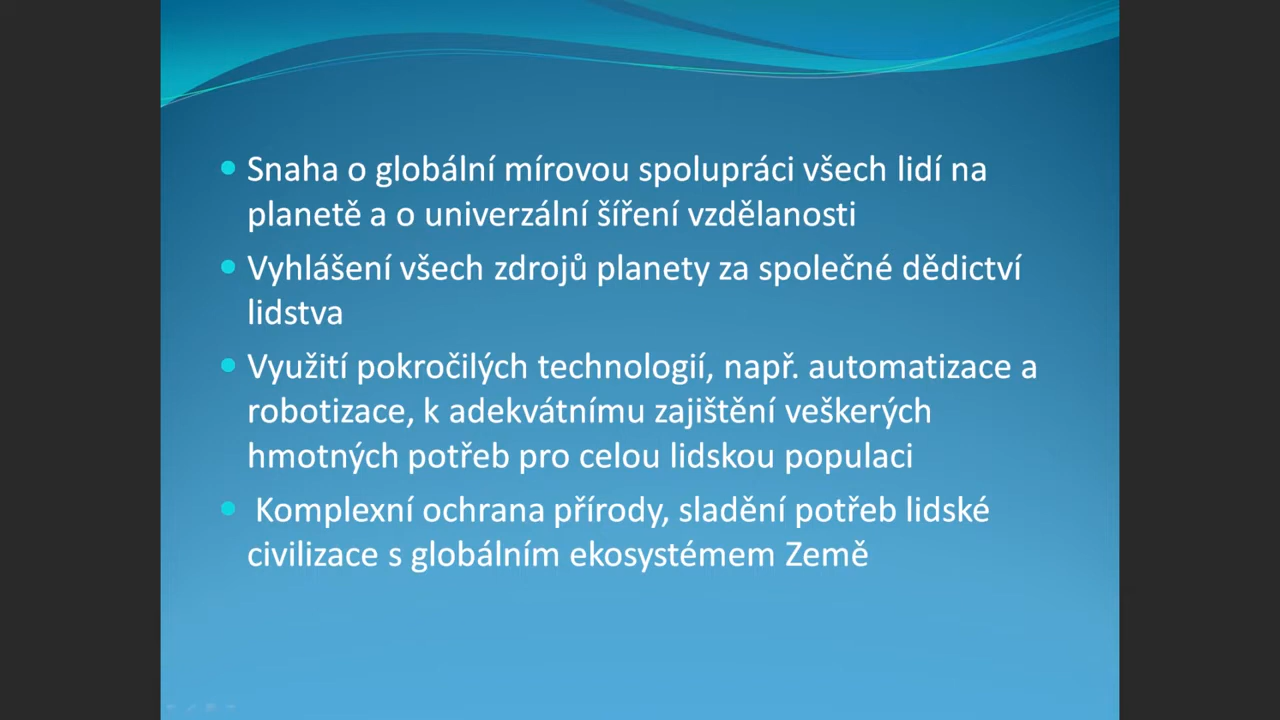 Snaha o globální mírovou spolupráci všech lidí na
planetě a o univerzální šíření vzdělanosti
Vyhlášení všech zdrojů planety za společné dědictví
lidstva
Využití pokročilých technologií, např. automatizace a
robotizace, k adekvátnímu zajištění veškerých
hmotných potřeb pro celou lidskou populaci
Komplexní ochrana přírody, sladění potřeb lidské
civilizace s globálním ekosystémem Země